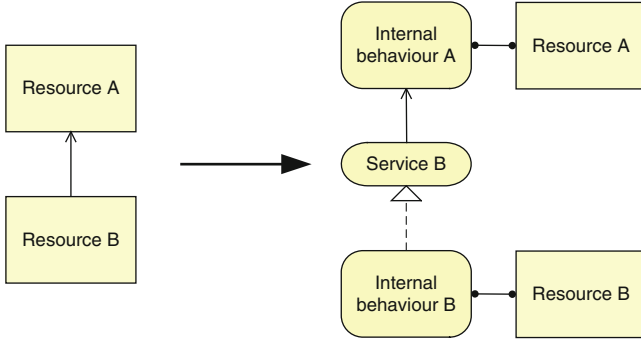 Resource A
Resource B
Internal
behaviour A
Resource A
Service B
Internal
behaviour B
Resource B